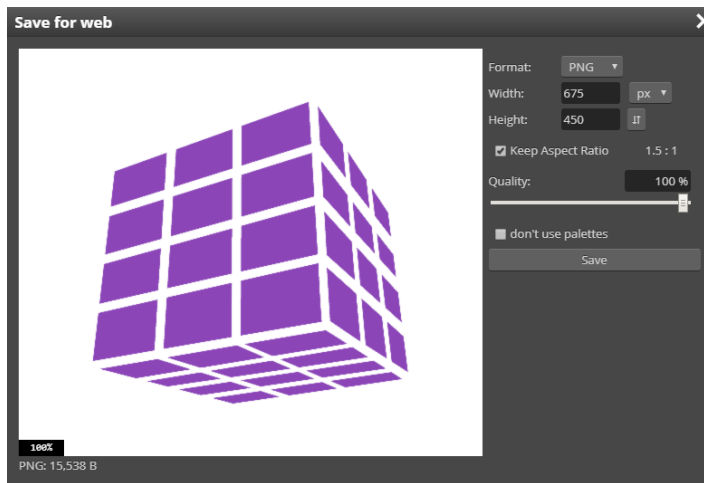 Save for web
Format: PNG
Width: 675 px
Height: 450
Keep Aspect Ratio 1.5 : 1
Quality: 100 %
don't use palettes
Save
100%
PNG: 15,538 B